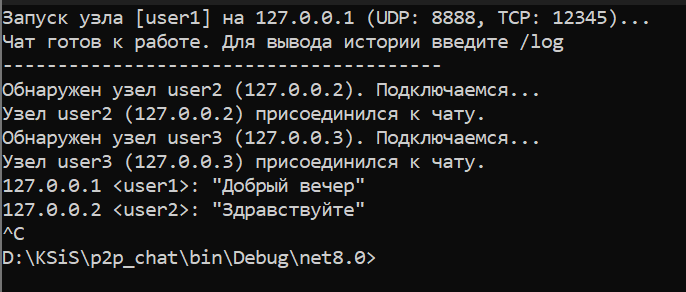 Запуск узла [user1] на 127.0.0.1 (UDP: 8888, TCP: 12345)...
Чат готов к работе. Для вывода истории введите /log
----------------------------------------
Обнаружен узел user2 (127.0.0.2). Подключаемся...
Узел user2 (127.0.0.2) присоединился к чату.
Обнаружен узел user3 (127.0.0.3). Подключаемся...
Узел user3 (127.0.0.3) присоединился к чату.
127.0.0.1 <user1>: "Добрый вечер"
127.0.0.2 <user2>: "Здравствуйте"
^C
D:\KSiS\p2p_chat\bin\Debug\net8.0>